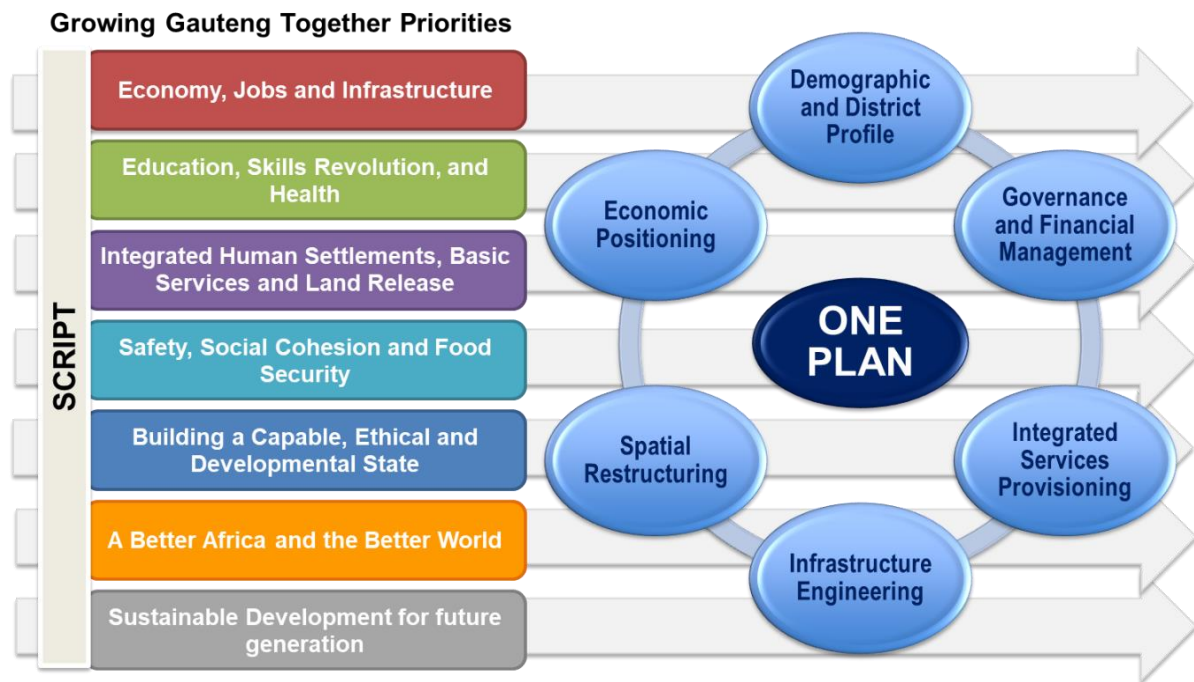 Growing Gauteng Together Priorities
SCRIPT
Economy, Jobs and Infrastructure
Education, Skills Revolution, and
Health
Integrated Human Settlements, Basic
Services and Land Release
Safety, Social Cohesion and Food
Security
Building a Capable, Ethical and
Developmental State
A Better Africa and the Better World
Sustainable Development for future
generation
Demographic
and District
Profile
Governance
and Financial
Management
Integrated
Services
Provisioning
Infrastructure
Engineering
Spatial
Restructuring
Economic
Positioning
ONE
PLAN